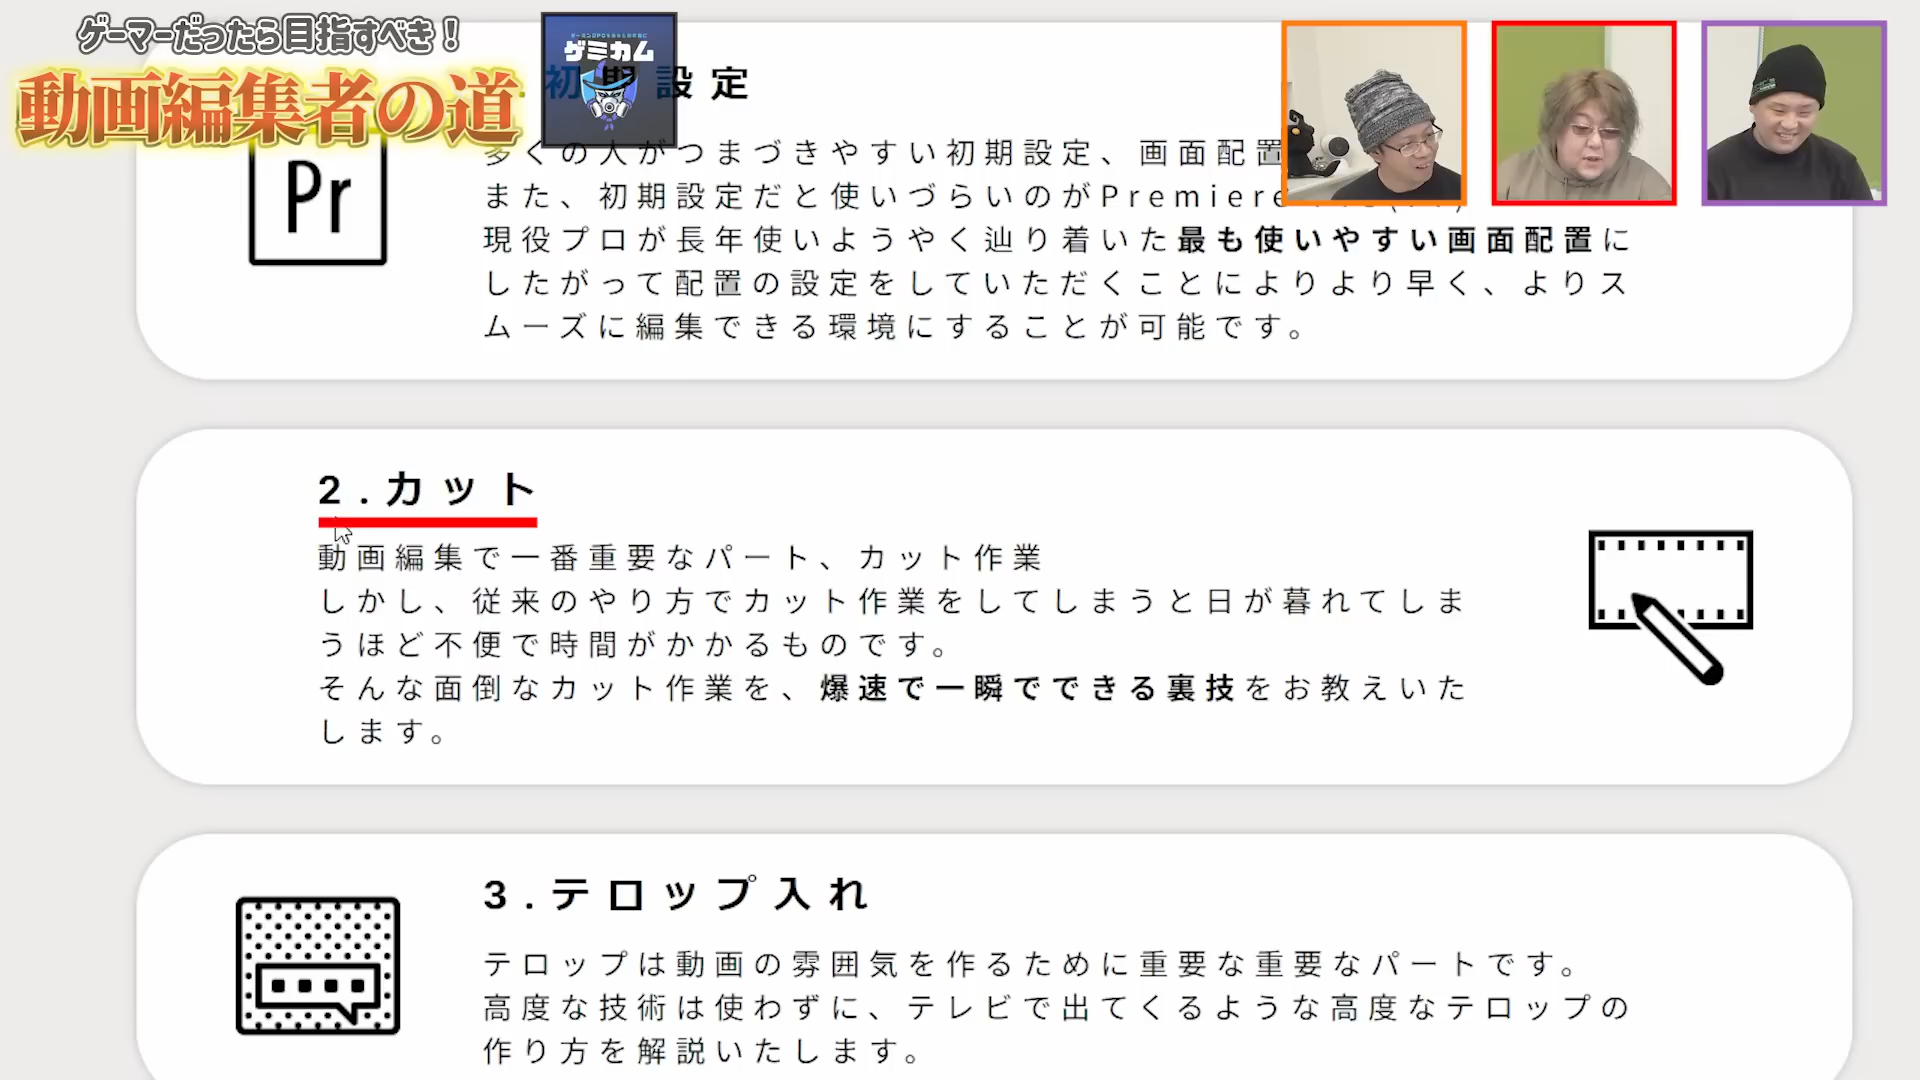 ゲーマーだったら目指すべき！
動画編集者の道
ゲミカム
初期設定
Pr
多くの人がつまづきやすい初期設定、画面配置
また、初期設定だと使いづらいのがPremiere
現役プロが長年使いようやく辿り着いた最も使いやすい画面配置に
したがって配置の設定をしていただくことによりより早く、よりス
ムーズに編集できる環境にすることが可能です。
2.カット
動画編集で一番重要なパート、カット作業
しかし、従来のやり方でカット作業をしてしまうと日が暮れてしま
うほど不便で時間がかかるものです。
そんな面倒なカット作業を、爆速で一瞬でできる裏技をお教えいた
します。
3.テロップ入れ
テロップは動画の雰囲気を作るために重要な重要なパートです。
高度な技術は使わずに、テレビで出てくるような高度なテロップの
作り方を解説いたします。